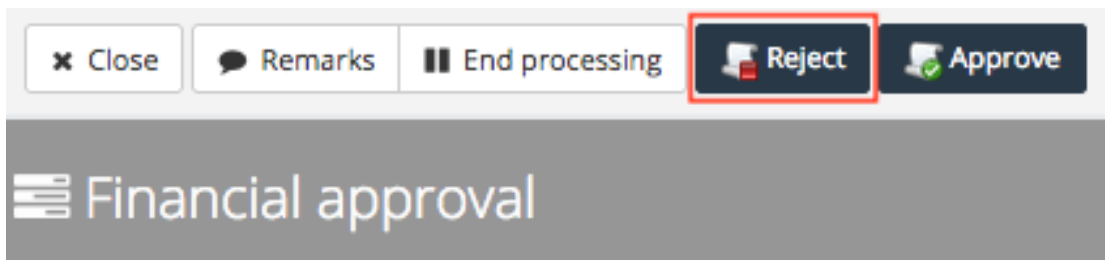 Close Remarks End processing Reject Approve
Financial approval